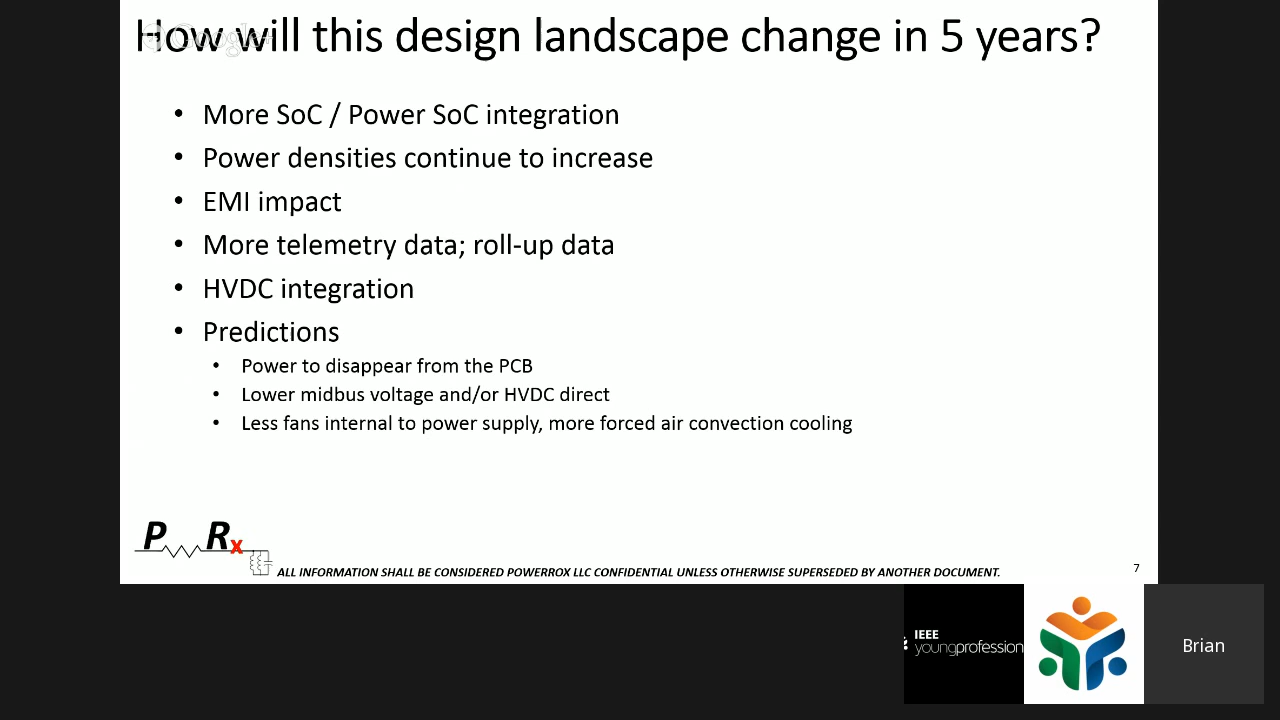 How will this design landscape change in 5 years?
Google+
• More SoC / Power SoC integration
• Power densities continue to increase
• EMI impact
• More telemetry data; roll-up data
• HVDC integration
• Predictions
• Power to disappear from the PCB
• Lower midbus voltage and/or HVDC direct
• Less fans internal to power supply, more forced air convection cooling
P Rx
ALL INFORMATION SHALL BE CONSIDERED POWERROX LLC CONFIDENTIAL UNLESS OTHERWISE SUPERSEDED BY ANOTHER DOCUMENT.
7
IEEE
youngprofession
Brian